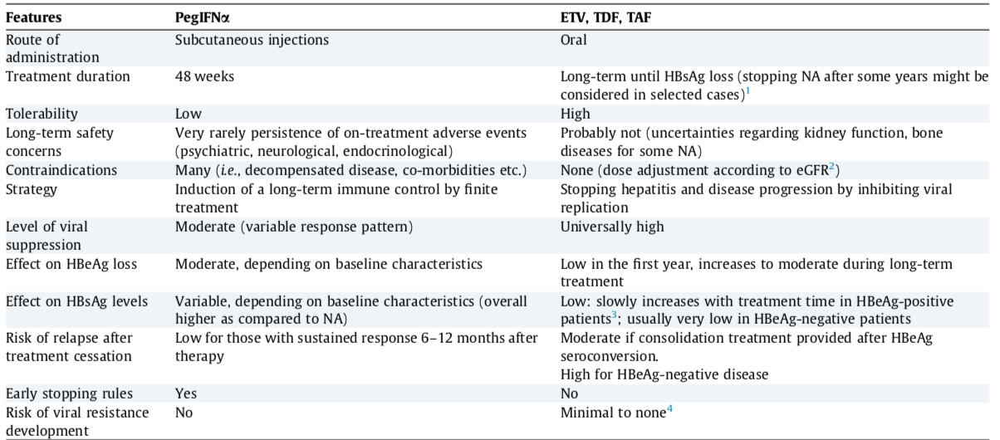 Features PegIFNα ETV, TDF, TAF
Route of administration Subcutaneous injections Oral
Treatment duration 48 weeks Long-term until HBsAg loss (stopping NA after some years might be considered in selected cases)1
Tolerability Low High
Long-term safety concerns Very rarely persistence of on-treatment adverse events (psychiatric, neurological, endocrinological) Probably not (uncertainties regarding kidney function, bone diseases for some NA)
Contraindications Many (i.e., decompensated disease, co-morbidities etc.) None (dose adjustment according to eGFR2)
Strategy Induction of a long-term immune control by finite treatment Stopping hepatitis and disease progression by inhibiting viral replication
Level of viral suppression Moderate (variable response pattern) Universally high
Effect on HBeAg loss Moderate, depending on baseline characteristics Low in the first year, increases to moderate during long-term treatment
Effect on HBsAg levels Variable, depending on baseline characteristics (overall higher as compared to NA) Low: slowly increases with treatment time in HBeAg-positive patients3; usually very low in HBeAg-negative patients
Risk of relapse after treatment cessation Low for those with sustained response 6–12 months after therapy Moderate if consolidation treatment provided after HBeAg seroconversion.
High for HBeAg-negative disease
Early stopping rules Yes No
Risk of viral resistance development No Minimal to none4